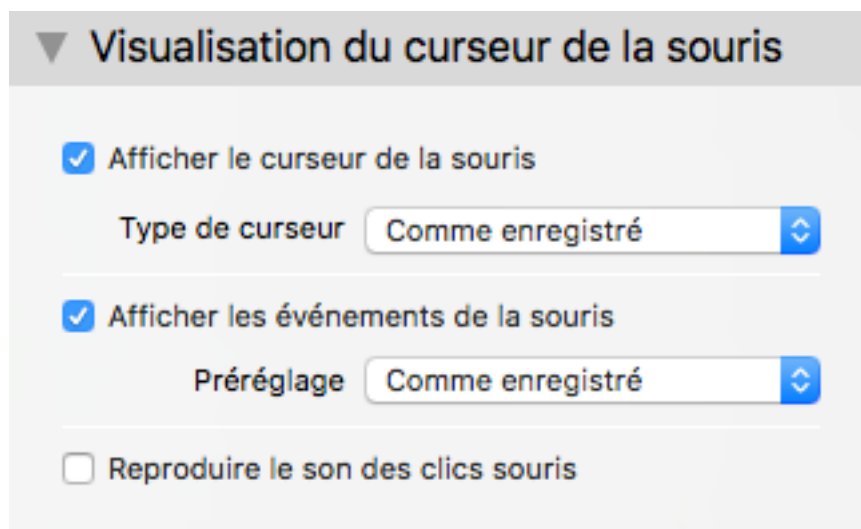 Visualisation du curseur de la souris
Afficher le curseur de la souris
Type de curseur Comme enregistré
Afficher les événements de la souris
Préréglage Comme enregistré
Reproduire le son des clics souris